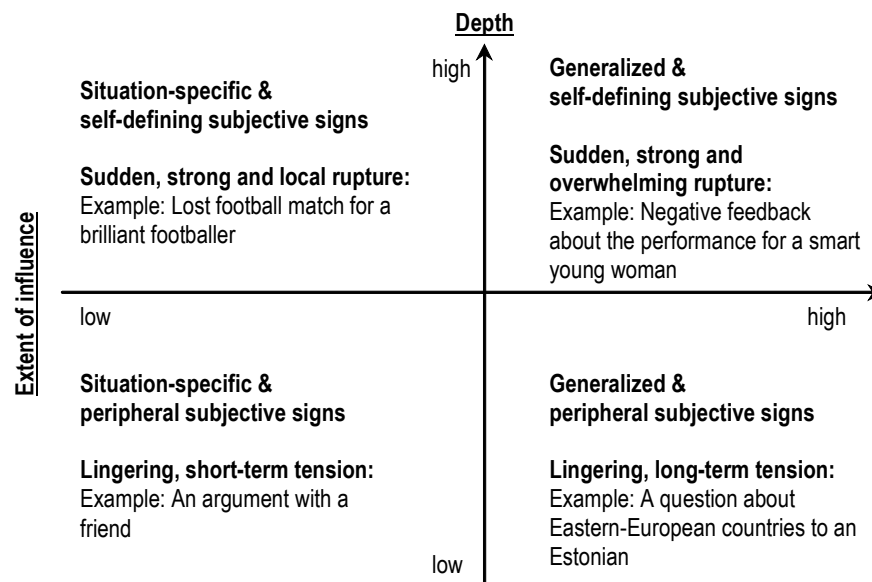 Depth
high
Situation-specific &
self-defining subjective signs
Sudden, strong and local rupture:
Example: Lost football match for a
brilliant footballer
Generalized &
self-defining subjective signs
Sudden, strong and
overwhelming rupture:
Example: Negative feedback
about the performance for a smart
young woman
Extent of influence
low
high
Situation-specific &
peripheral subjective signs
Lingering, short-term tension:
Example: An argument with a
friend
Generalized &
peripheral subjective signs
Lingering, long-term tension:
Example: A question about
Eastern-European countries to an
Estonian
low